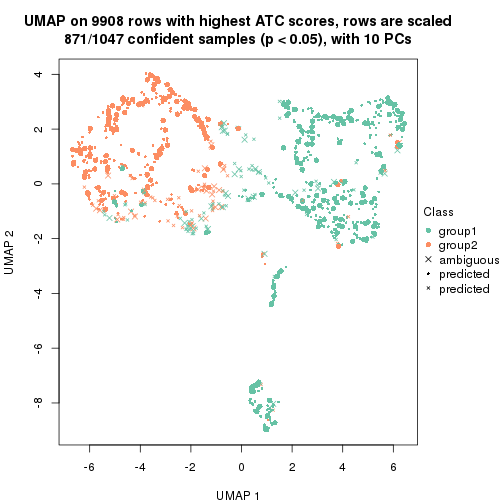 UMAP on 9908 rows with highest ATC scores, rows are scaled
871/1047 confident samples (p < 0.05), with 10 PCs
4
2
0
-2
-4
-6
-8
UMAP 2
-6
-4
-2
0
2
4
6
UMAP 1
Class
group1
group2
ambiguous
predicted
predicted